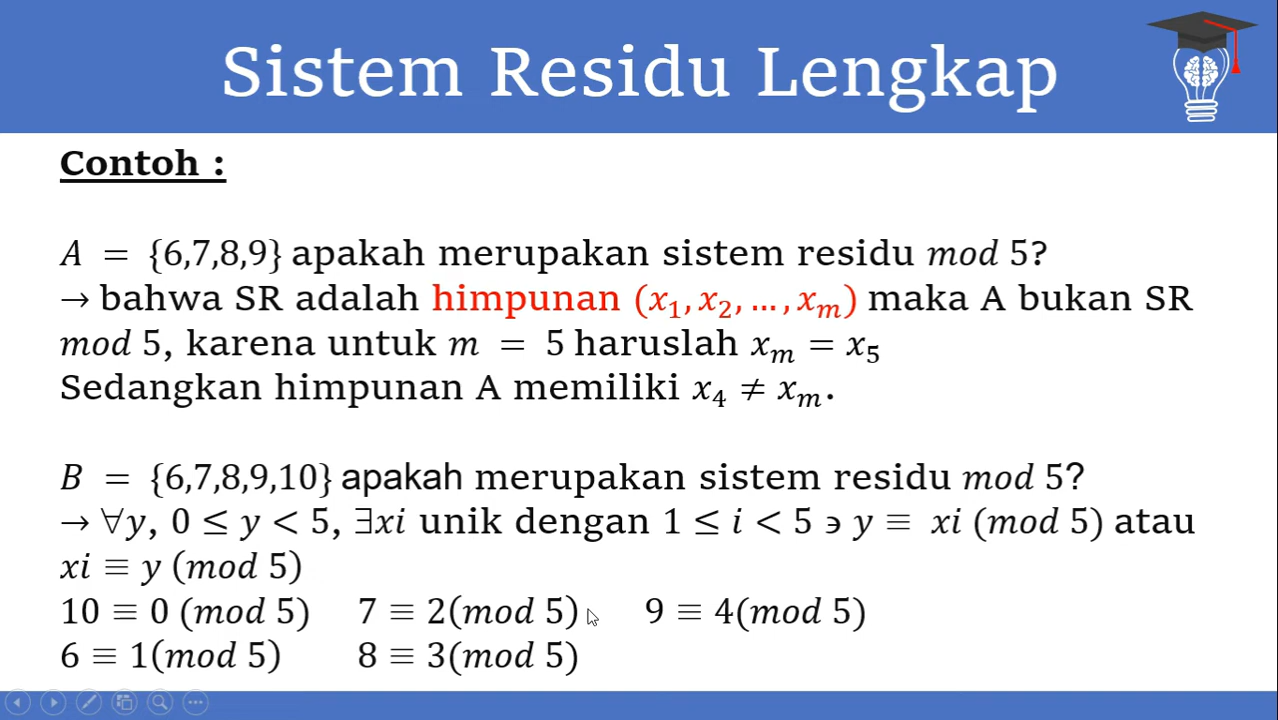 Sistem Residu Lengkap
Contoh :
A = {6,7,8,9} apakah merupakan sistem residu mod 5?
→ bahwa SR adalah himpunan (x₁, x₂, … , xₘ) maka A bukan SR
mod 5, karena untuk m = 5 haruslah xₘ = x₅
Sedangkan himpunan A memiliki x₄ ≠ xₘ.
B = {6,7,8,9,10} apakah merupakan sistem residu mod 5?
→ ∀y, 0 ≤ y < 5, ∃xi unik dengan 1 ≤ i < 5 ϶ y ≡ xi (mod 5) atau
xi ≡ y (mod 5)
10 ≡ 0 (mod 5) 7 ≡ 2(mod 5) 9 ≡ 4(mod 5)
6 ≡ 1(mod 5) 8 ≡ 3(mod 5)